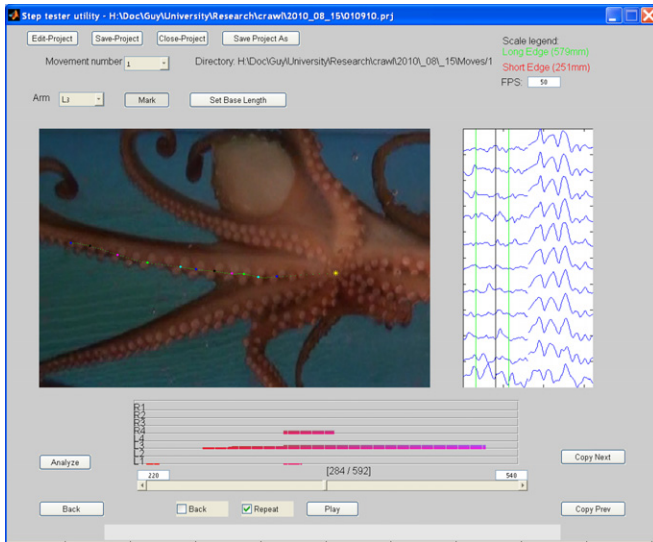 Step tester utility - H:\Doc\Guy\University\Research\crawl\2010_08_15\010910.prj
Edit-Project Save-Project Close-Project Save Project As
Scale legend:
Long Edge (579mm)
Movement number 1 Directory: H:\Doc\Guy\University\Research\crawl\2010\_08\_15\Moves/1
Short Edge (251mm)
FPS: 50
Arm L3 Mark Set Base Length
R1
R2
R3
R4
L4
L3
L2
L1
Analyze
Copy Next
220 [284 / 592] 540
Back Back Repeat Play Copy Prev